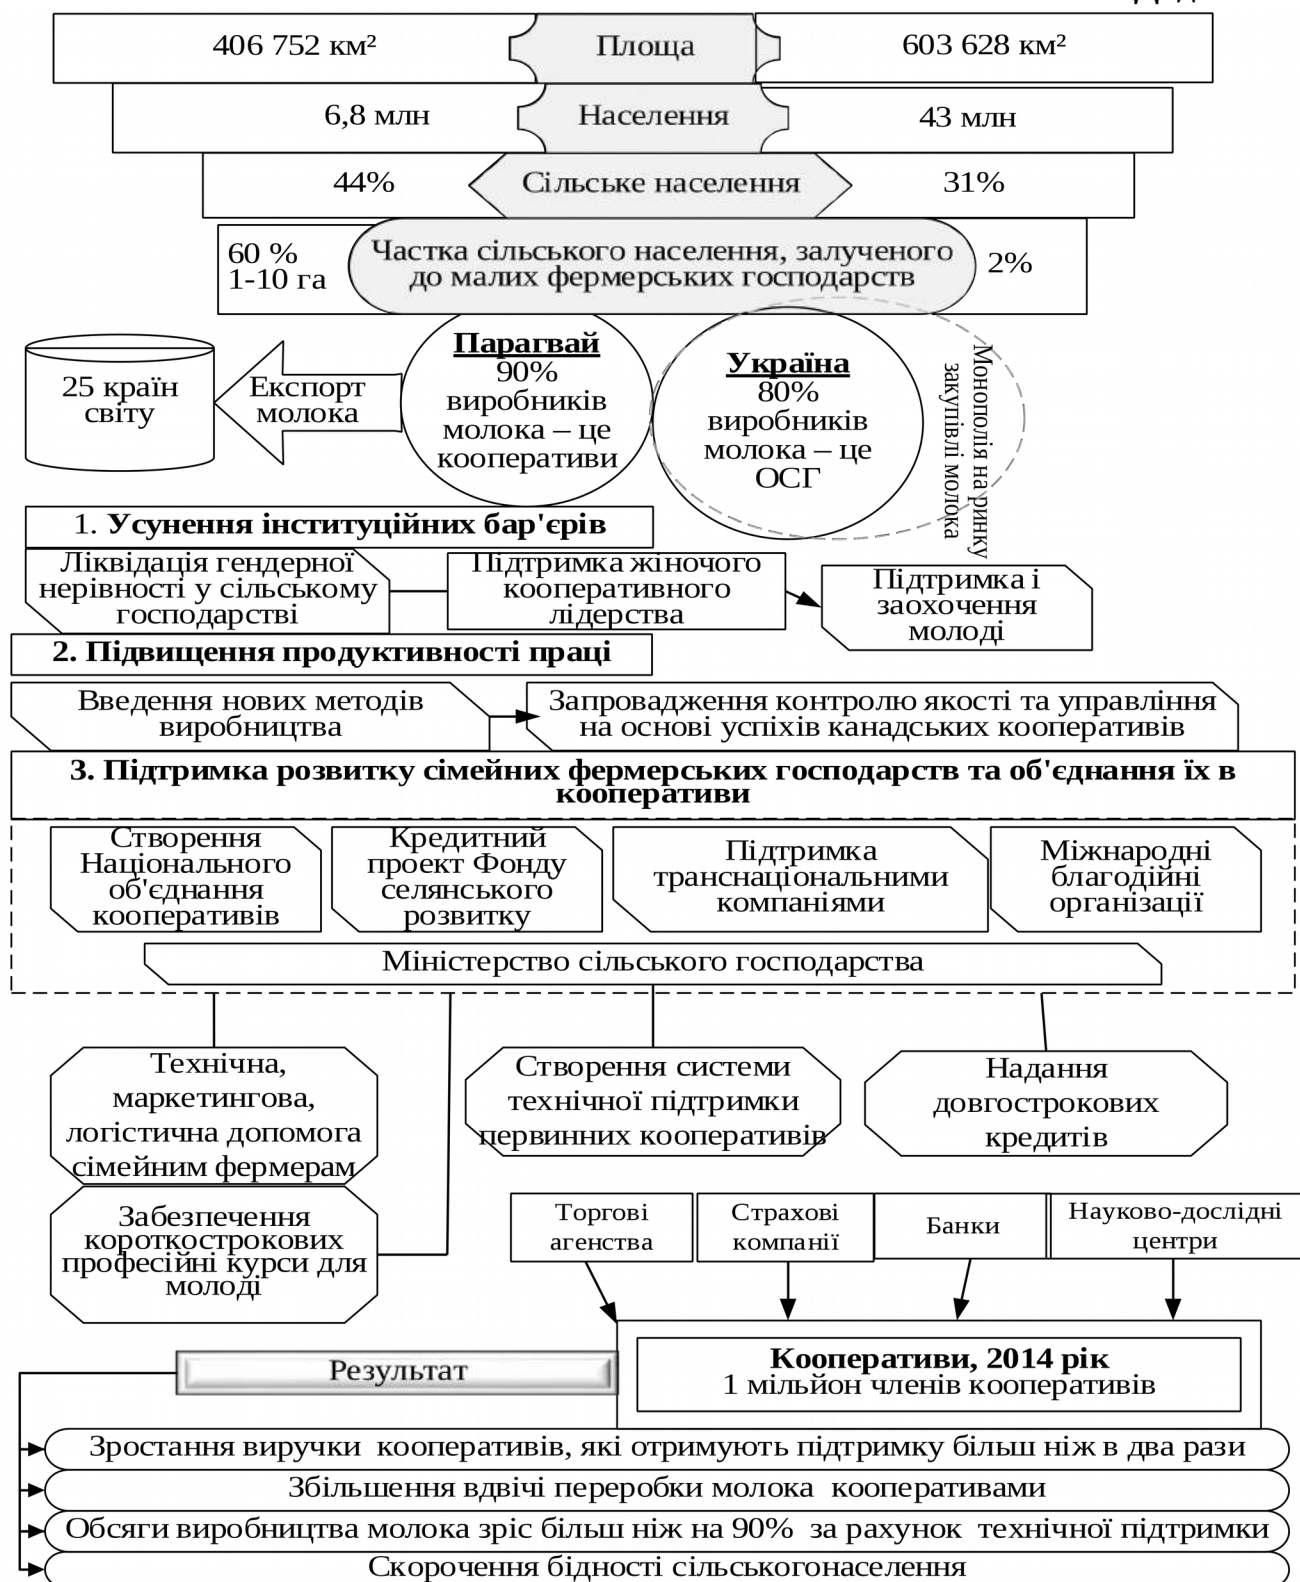 406 752 км²
Площа
603 628 км²
6,8 млн
Населення
43 млн
44%
Сільське населення
31%
60 %
1-10 га
Частка сільського населення, залученого
до малих фермерських господарств
2%
25 країн
світу
Експорт
молока
Парагвай
90%
виробників
молока – це
кооперативи
Україна
80%
виробників
молока – це
ОСГ
Монополія на ринку
закупівлі молока
1. Усунення інституційних бар'єрів
Ліквідація гендерної
нерівності у сільському
господарстві
Підтримка жіночого
кооперативного
лідерства
Підтримка і
заохочення
молоді
2. Підвищення продуктивності праці
Введення нових методів
виробництва
Запровадження контролю якості та управління
на основі успіхів канадських кооперативів
3. Підтримка розвитку сімейних фермерських господарств та об'єднання їх в
кооперативи
Створення
Національного
об'єднання
кооперативів
Кредитний
проект Фонду
селянського
розвитку
Підтримка
транснаціональними
компаніями
Міжнародні
благодійні
організації
Міністерство сільського господарства
Технічна,
маркетингова,
логістична допомога
сімейним фермерам
Створення системи
технічної підтримки
первинних кооперативів
Надання
довгострокових
кредитів
Забезпечення
короткострокових
професійні курси для
молоді
Торгові
агенства
Страхові
компанії
Банки
Науково-дослідні
центри
Результат
Кооперативи, 2014 рік
1 мільйон членів кооперативів
Зростання виручки кооперативів, які отримують підтримку більш ніж в два рази
Збільшення вдвічі переробки молока кооперативами
Обсяги виробництва молока зріс більш ніж на 90% за рахунок технічної підтримки
Скорочення бідності сільськогонаселення